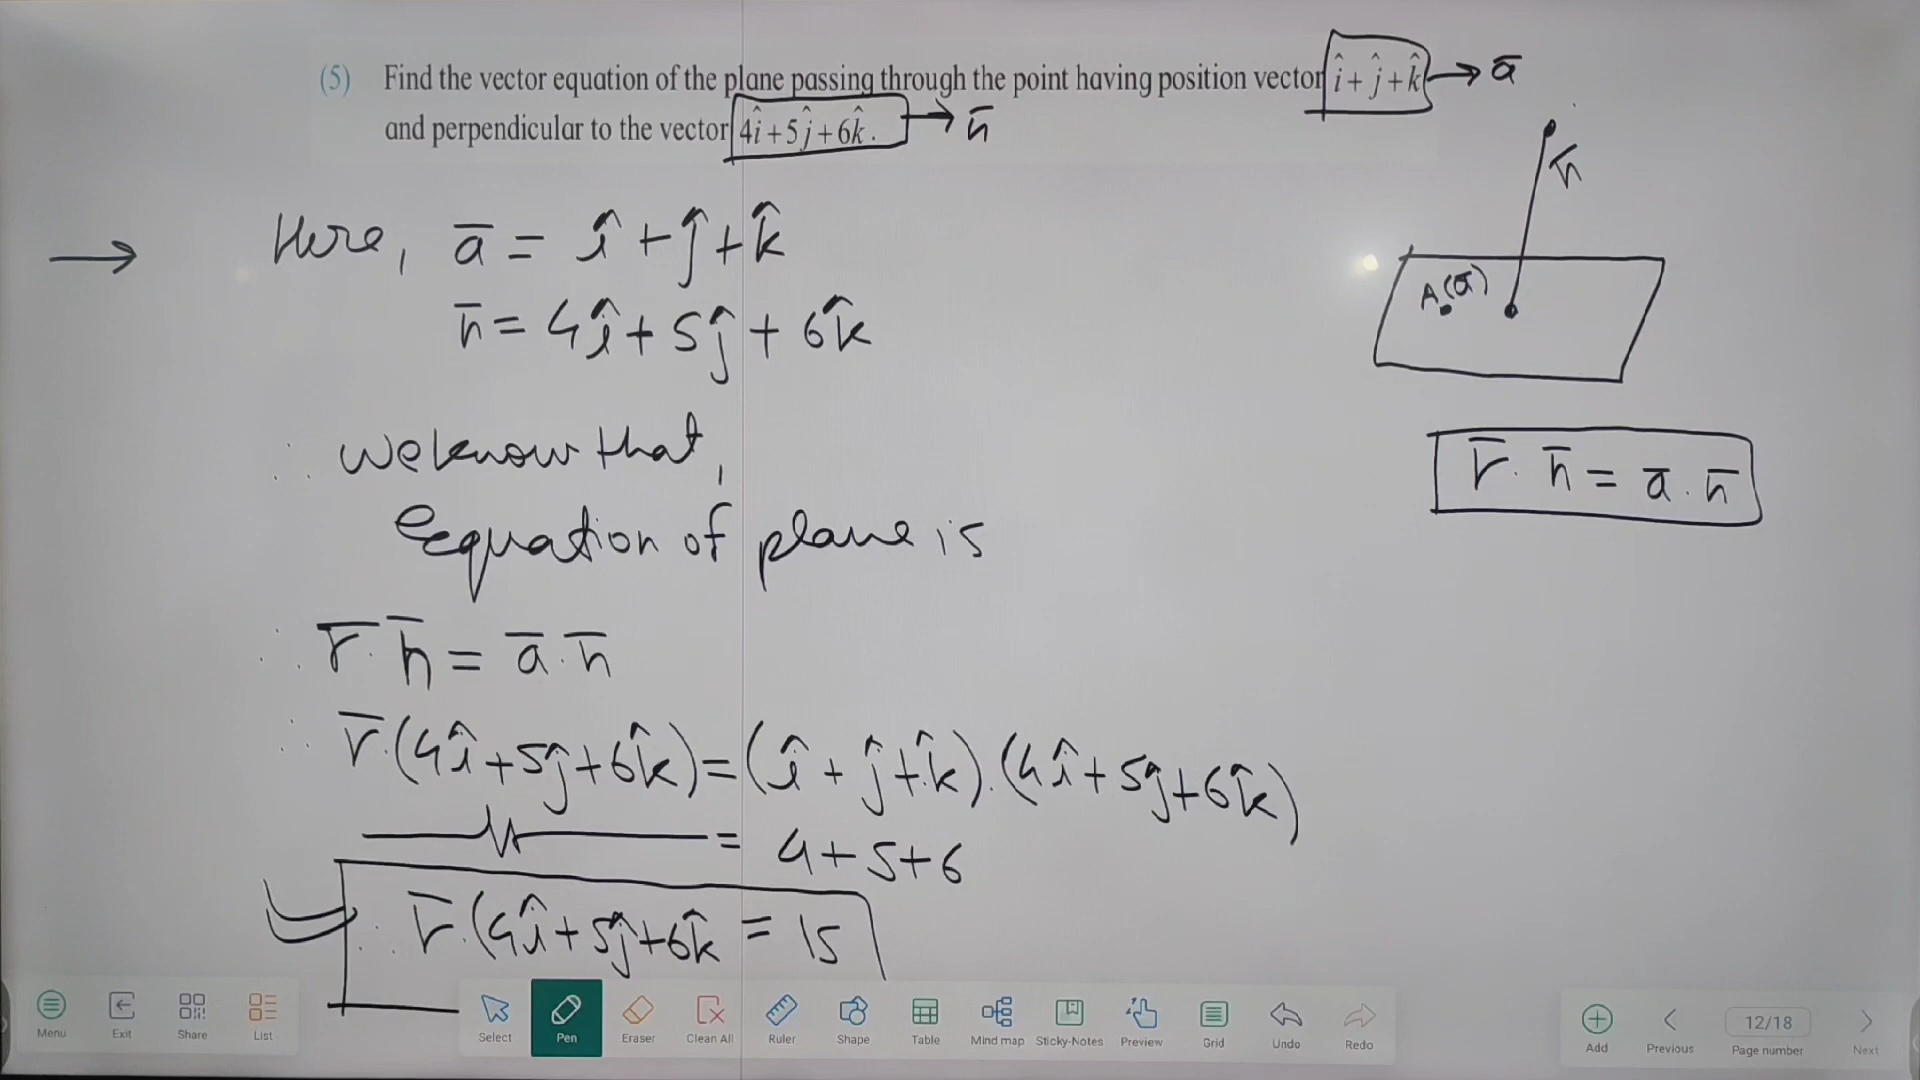 (5) Find the vector equation of the plane passing through the point having position vector î + ĵ + k̂ → a̅
and perpendicular to the vector 4î + 5ĵ + 6k̂. → n̅
n̅
A(a̅)
r̅ . n̅ = a̅ . n̅
→ Here, a̅ = î + ĵ + k̂
n̅ = 4î + 5ĵ + 6k̂
∴ we know that,
Equation of plane is
∴ r̅ . n̅ = a̅ . n̅
∴ r̅.(4î+5ĵ+6k̂) = (î + ĵ + k̂).(4î+5ĵ+6k̂)
= 4+5+6
∴ r̅.(4î+5ĵ+6k̂ = 15
Menu Exit Share List Select Pen Eraser Clean All Ruler Shape Table Mind map Sticky-Notes Preview Grid Undo Redo Add Previous 12/18 Page number Next